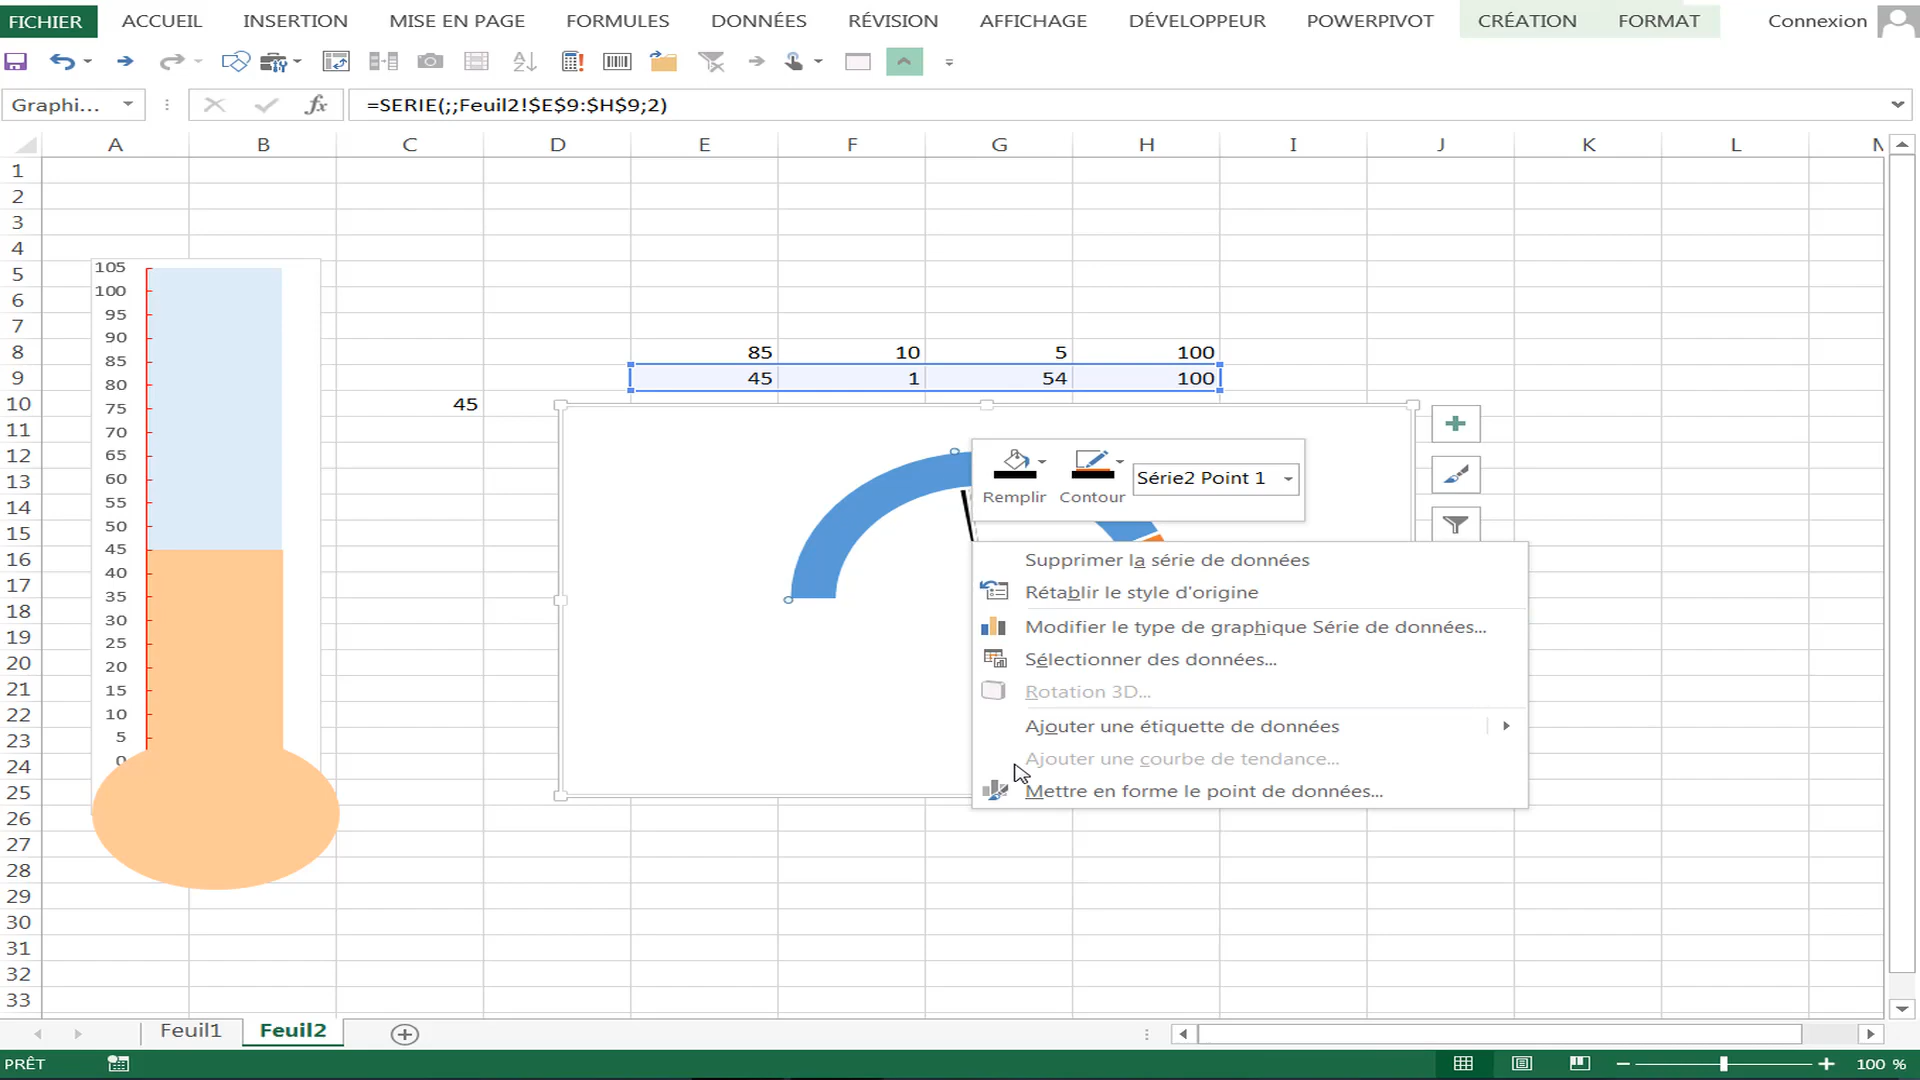 FICHIER ACCUEIL INSERTION MISE EN PAGE FORMULES DONNÉES RÉVISION AFFICHAGE DÉVELOPPEUR POWERPIVOT CRÉATION FORMAT Connexion
Graphi... fx =SERIE(;;Feuil2!$E$9:$H$9;2)
A B C D E F G H I J K L
1
2
3
4
105 5
100 6
95 7
90 8 85 10 5 100
85 9 45 1 54 100
80 10 45
75 11
70 12
65 13
60 14
55 15
50 16
45 17
40 18
35 19
30 20
25 21
20 22
15 23
10 24
5 25
0 26
27
28
29
30
31
32
33
Remplir Contour Série2 Point 1
Supprimer la série de données
Rétablir le style d'origine
Modifier le type de graphique Série de données...
Sélectionner des données...
Rotation 3D...
Ajouter une étiquette de données
Ajouter une courbe de tendance...
Mettre en forme le point de données...
Feuil1 Feuil2
PRÊT 100 %